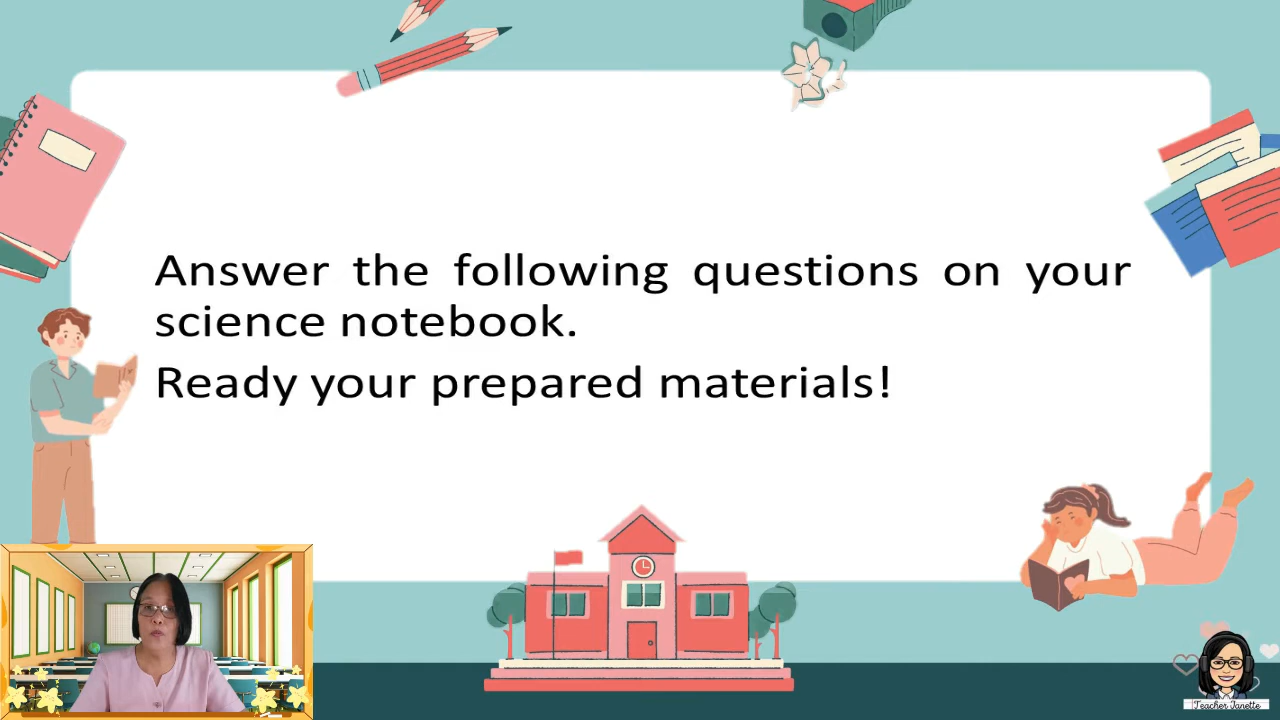 Answer the following questions on your
science notebook.
Ready your prepared materials!
Teacher Janette